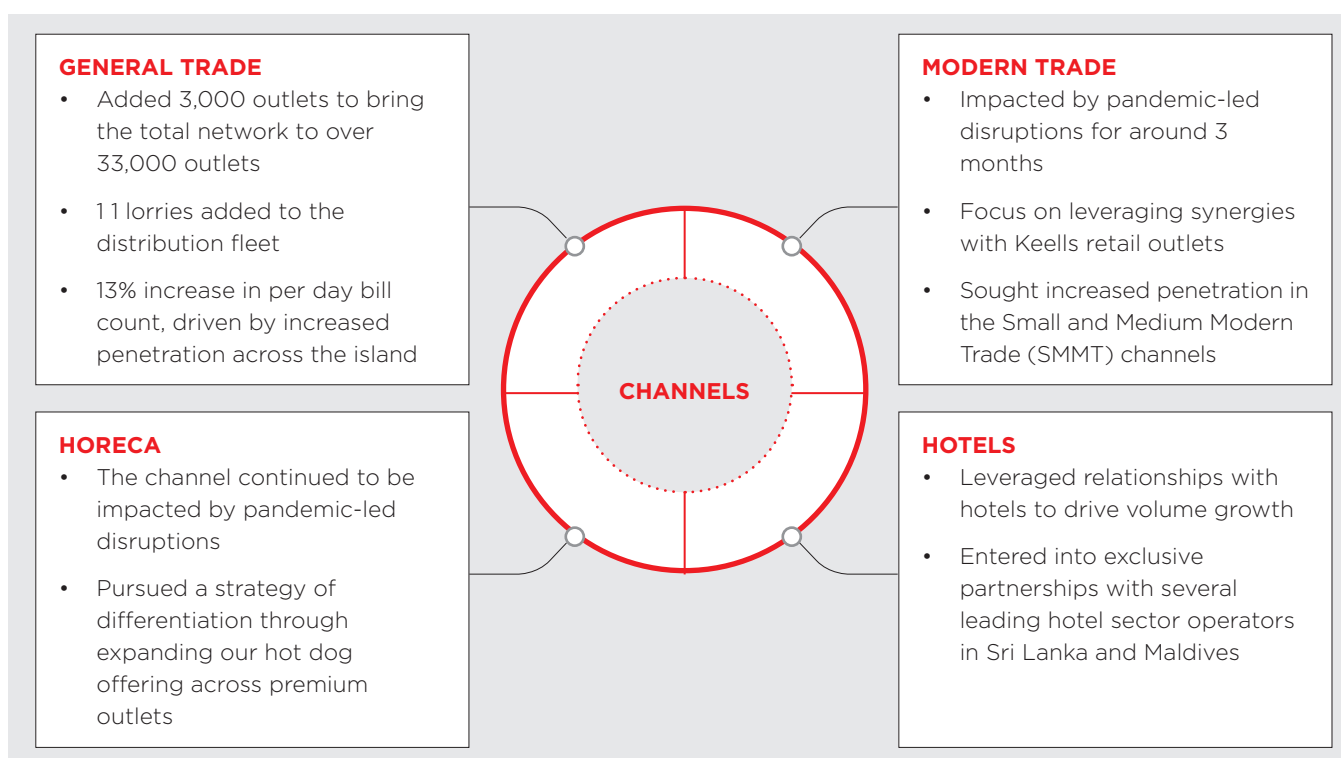 GENERAL TRADE
• Added 3,000 outlets to bring
the total network to over
33,000 outlets
• 11 lorries added to the
distribution fleet
• 13% increase in per day bill
count, driven by increased
penetration across the island
MODERN TRADE
• Impacted by pandemic-led
disruptions for around 3
months
• Focus on leveraging synergies
with Keells retail outlets
• Sought increased penetration in
the Small and Medium Modern
Trade (SMMT) channels
CHANNELS
HORECA
• The channel continued to be
impacted by pandemic-led
disruptions
• Pursued a strategy of
differentiation through
expanding our hot dog
offering across premium
outlets
HOTELS
• Leveraged relationships with
hotels to drive volume growth
• Entered into exclusive
partnerships with several
leading hotel sector operators
in Sri Lanka and Maldives